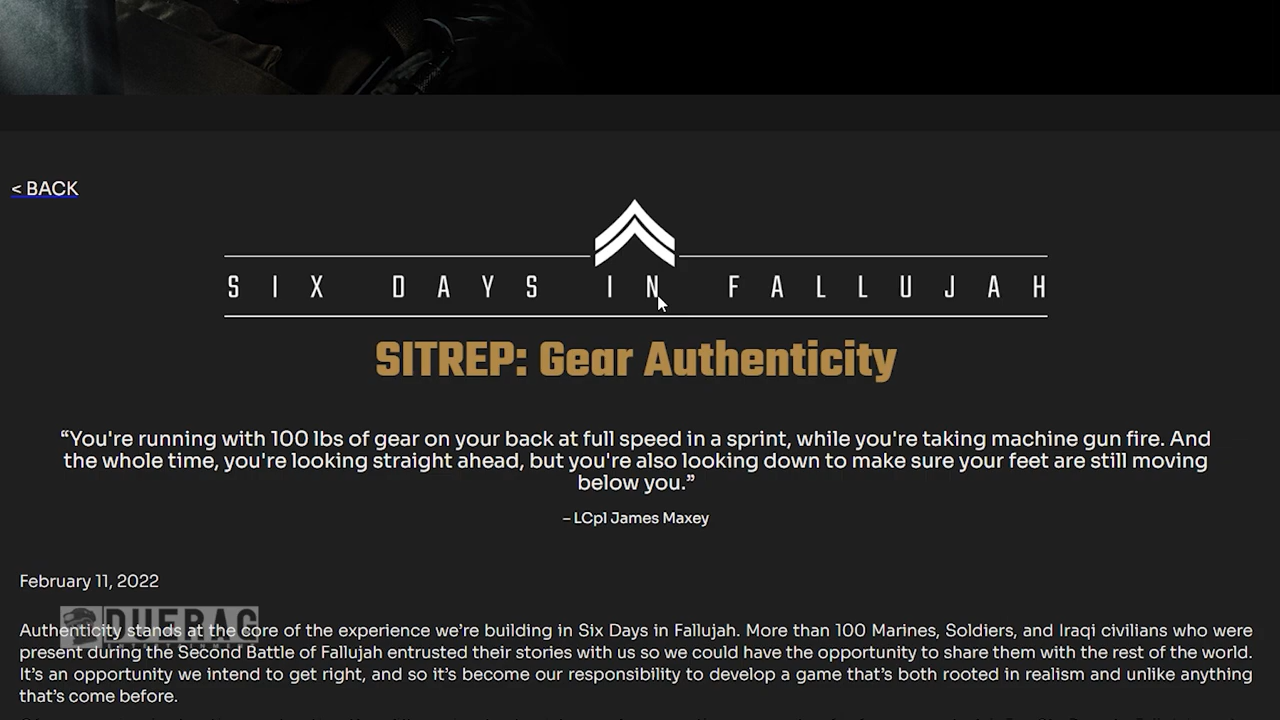 < BACK
SIX DAYS IN FALLUJAH
SITREP: Gear Authenticity
“You're running with 100 lbs of gear on your back at full speed in a sprint, while you're taking machine gun fire. And
the whole time, you're looking straight ahead, but you're also looking down to make sure your feet are still moving
below you.”
– LCpl James Maxey
February 11, 2022
DUERAG
Authenticity stands at the core of the experience we’re building in Six Days in Fallujah. More than 100 Marines, Soldiers, and Iraqi civilians who were
present during the Second Battle of Fallujah entrusted their stories with us so we could have the opportunity to share them with the rest of the world.
It’s an opportunity we intend to get right, and so it’s become our responsibility to develop a game that’s both rooted in realism and unlike anything
that’s come before.